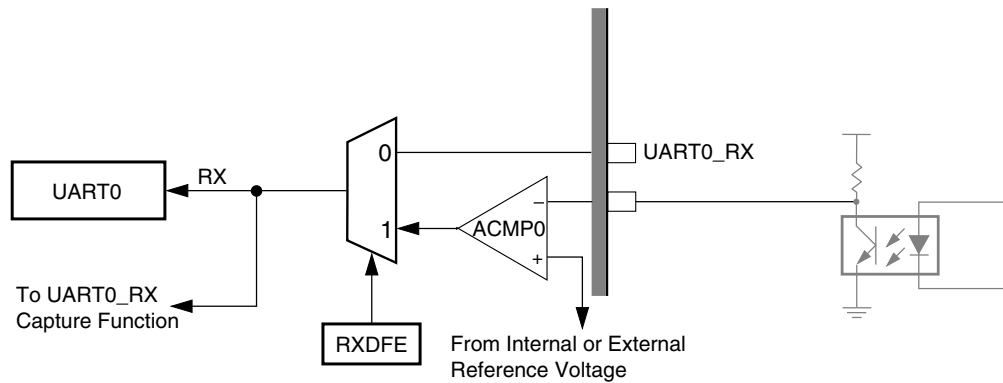 0
UART0_RX
RX
UART0
−
1
ACMP0
+
To UART0_RX
Capture Function
RXDFE
From Internal or External
Reference Voltage